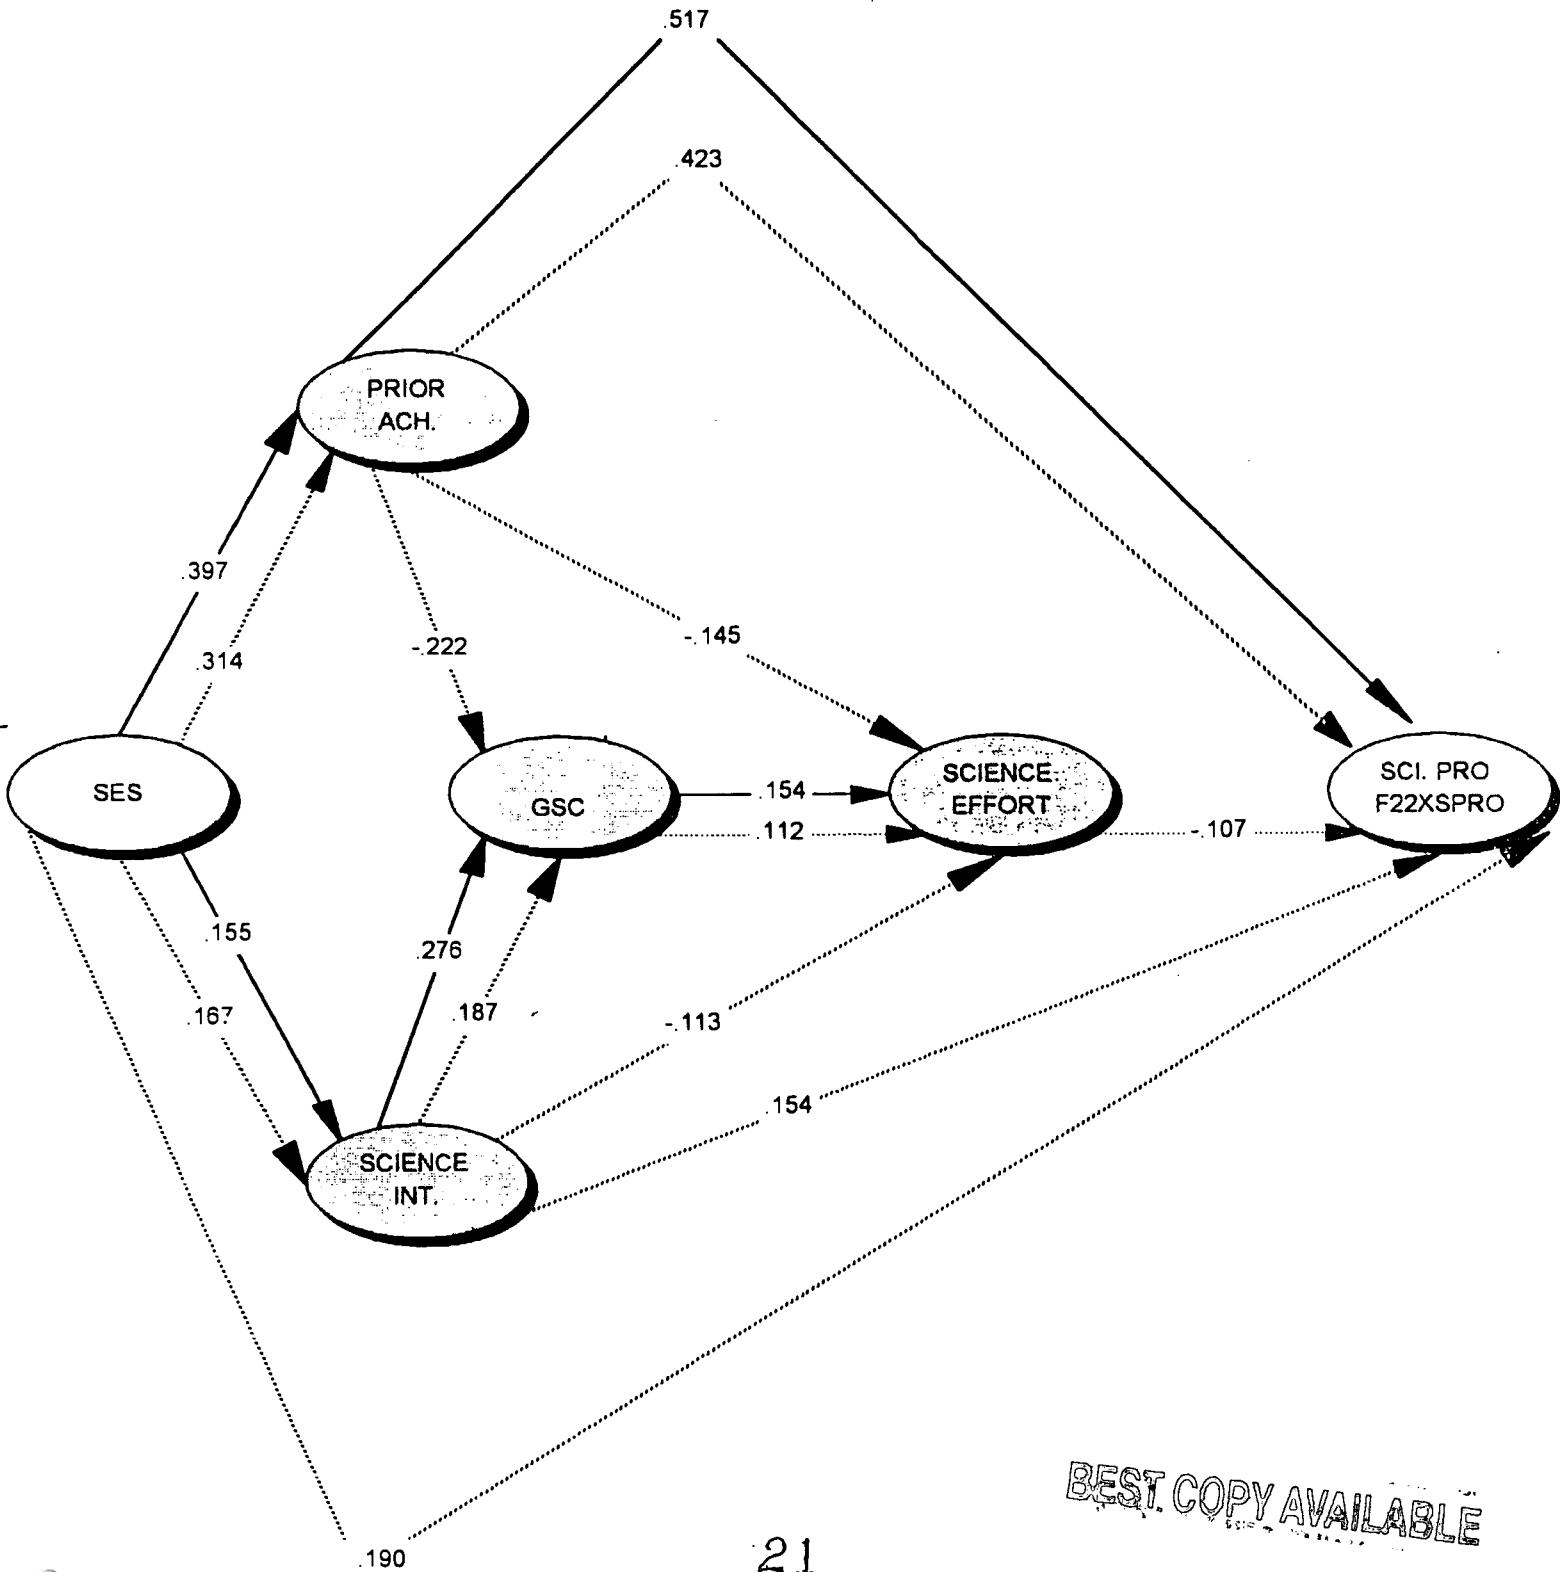 .517
.423
PRIOR
ACH.
.397
.314
-.222
-.145
SES
GSC
SCIENCE
EFFORT
SCI. PRO
F22XSPRO
.154
.112
-.107
.155
.276
.167
.187
-.113
.154
SCIENCE
INT.
.190
21
BEST COPY AVAILABLE